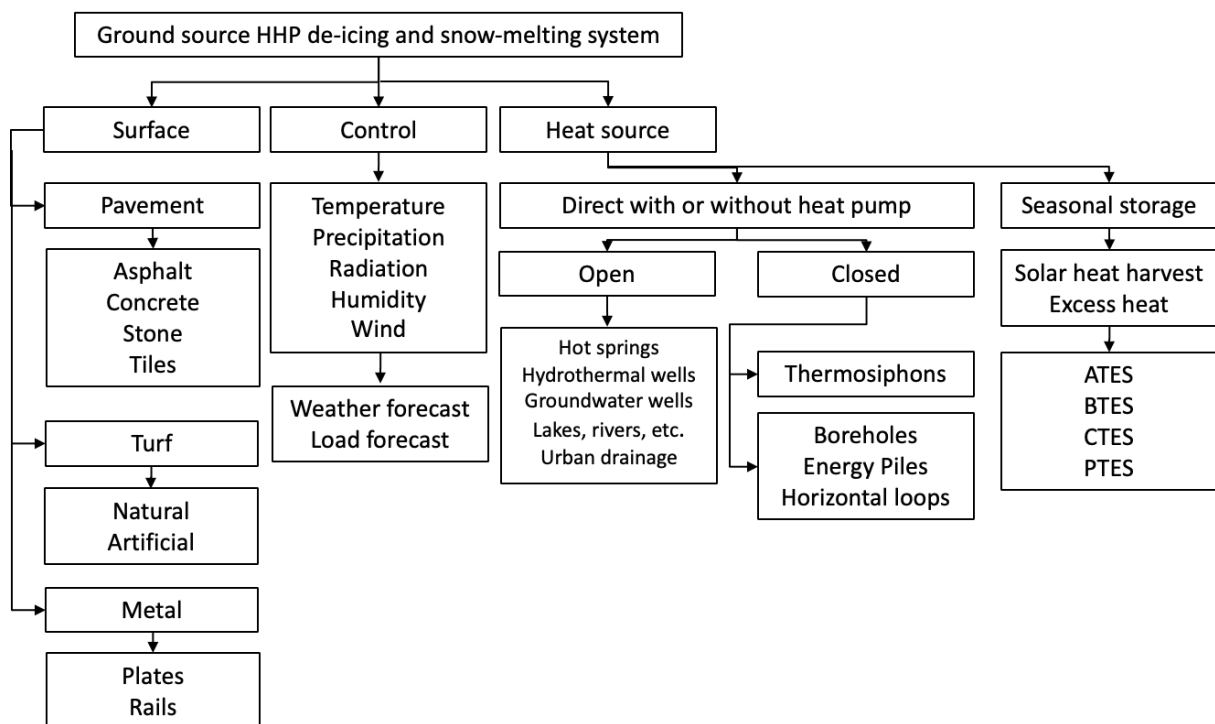 Ground source HHP de-icing and snow-melting system
Surface
Control
Heat source
Pavement
Asphalt
Concrete
Stone
Tiles
Turf
Natural
Artificial
Metal
Plates
Rails
Temperature
Precipitation
Radiation
Humidity
Wind
Weather forecast
Load forecast
Direct with or without heat pump
Open
Hot springs
Hydrothermal wells
Groundwater wells
Lakes, rivers, etc.
Urban drainage
Closed
Thermosiphons
Boreholes
Energy Piles
Horizontal loops
Seasonal storage
Solar heat harvest
Excess heat
ATES
BTES
CTES
PTES